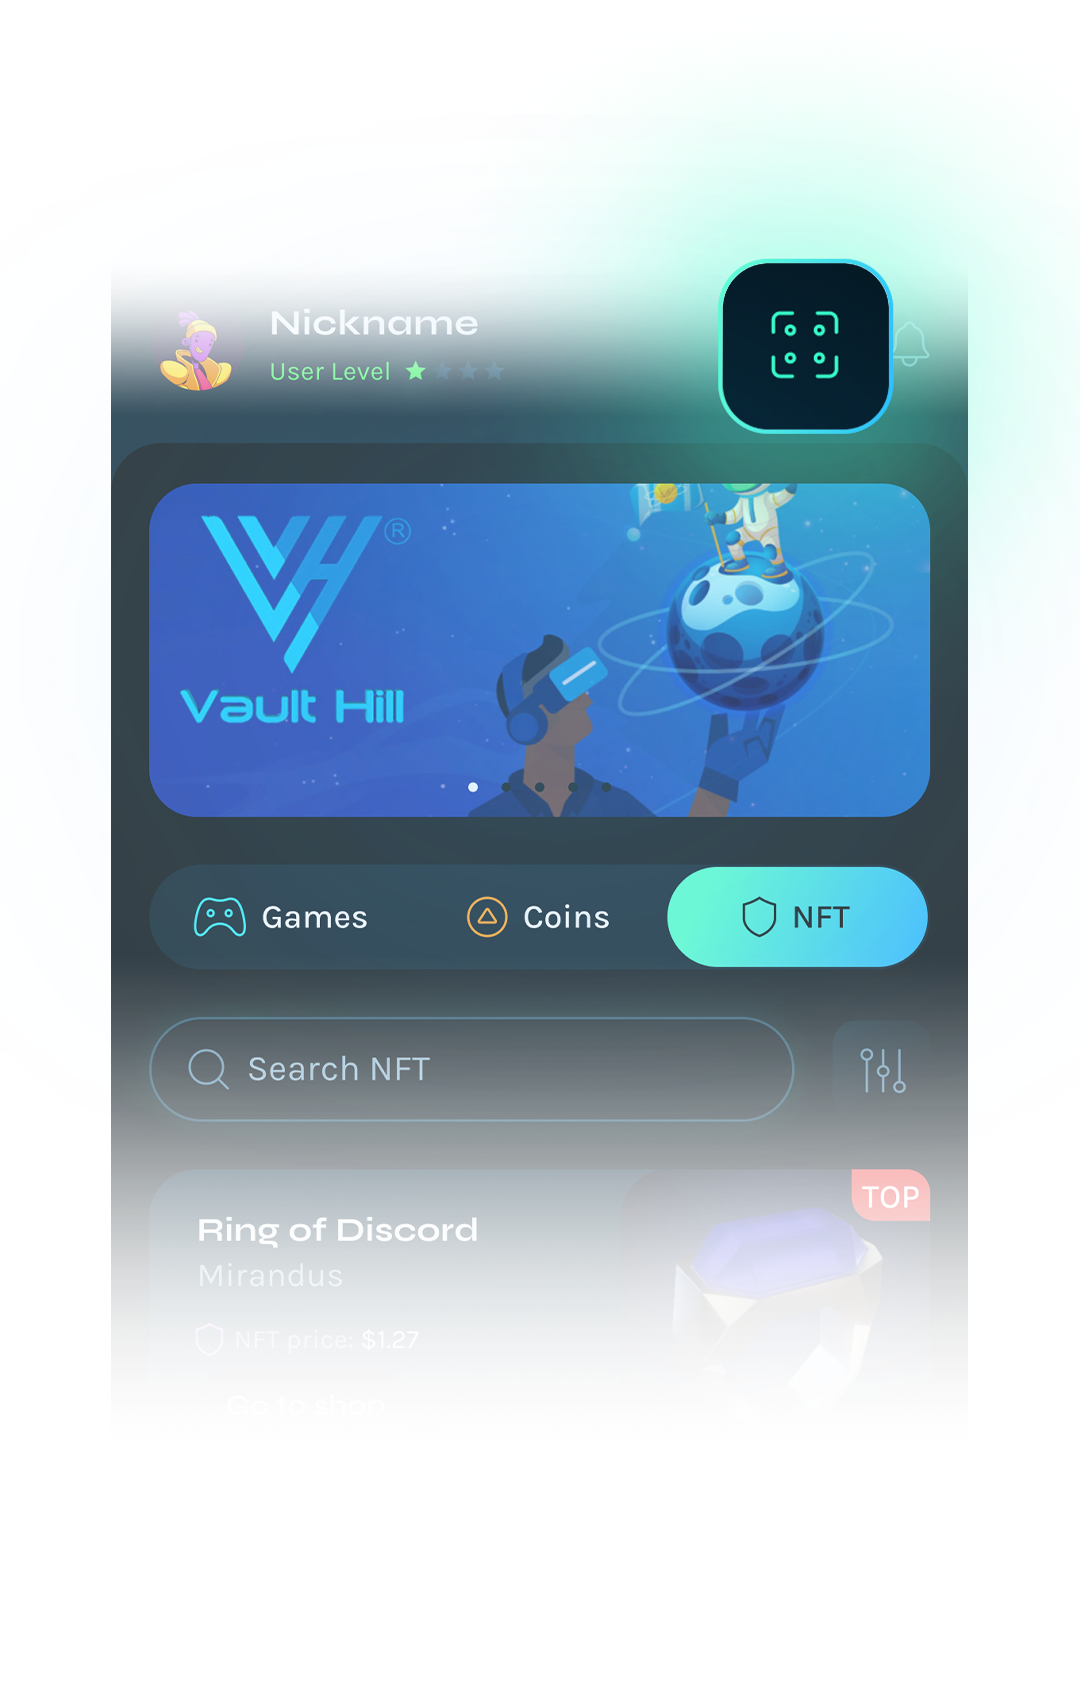 Nickname
User Level
®
Vault Hill
Games
Coins
NFT
Search NFT
TOP
Ring of Discord
Mirandus
NFT price: $1.27
Go to shop